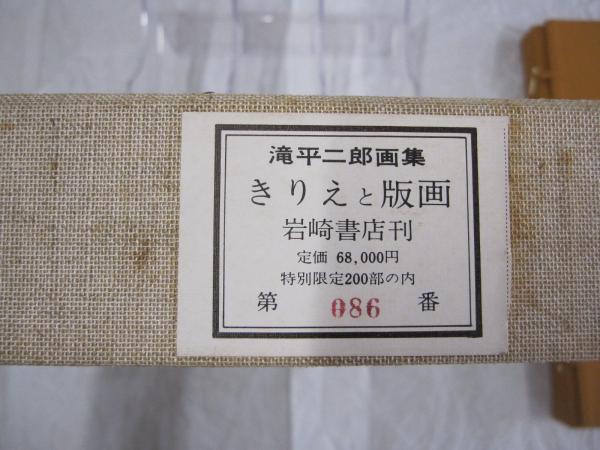 滝平二郎画集
きりえと版画
岩崎書店刊
定価 68,000円
特別限定200部の内
第 086 番